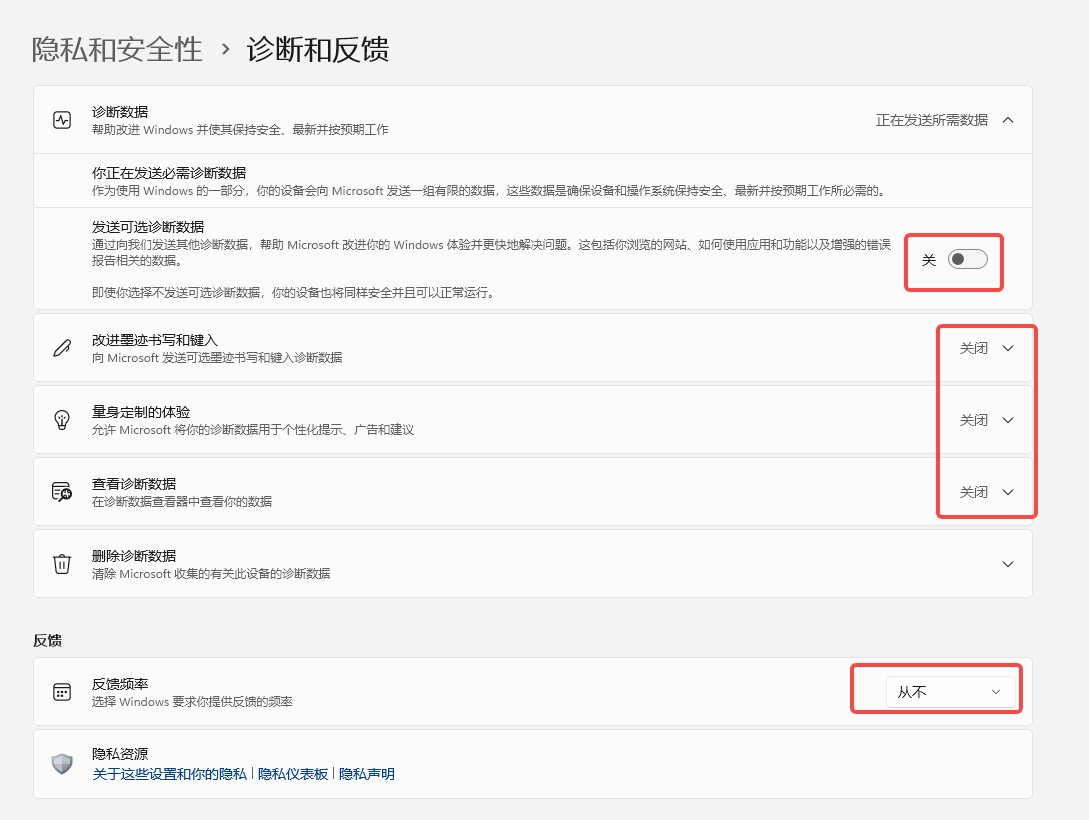 隐私和安全性 › 诊断和反馈
诊断数据
帮助改进 Windows 并使其保持安全、最新并按预期工作
正在发送所需数据
你正在发送必需诊断数据
作为使用 Windows 的一部分，你的设备会向 Microsoft 发送一组有限的数据，这些数据是确保设备和操作系统保持安全、最新并按预期工作所必需的。
发送可选诊断数据
通过向我们发送其他诊断数据，帮助 Microsoft 改进你的 Windows 体验并更快地解决问题。这包括你浏览的网站、如何使用应用和功能以及增强的错误
报告相关的数据。
关
即使你选择不发送可选诊断数据，你的设备也将同样安全并且可以正常运行。
改进墨迹书写和键入
向 Microsoft 发送可选墨迹书写和键入诊断数据
关闭
量身定制的体验
允许 Microsoft 将你的诊断数据用于个性化提示、广告和建议
关闭
查看诊断数据
在诊断数据查看器中查看你的数据
关闭
删除诊断数据
清除 Microsoft 收集的有关此设备的诊断数据
反馈
反馈频率
选择 Windows 要求你提供反馈的频率
从不
隐私资源
关于这些设置和你的隐私 | 隐私仪表板 | 隐私声明